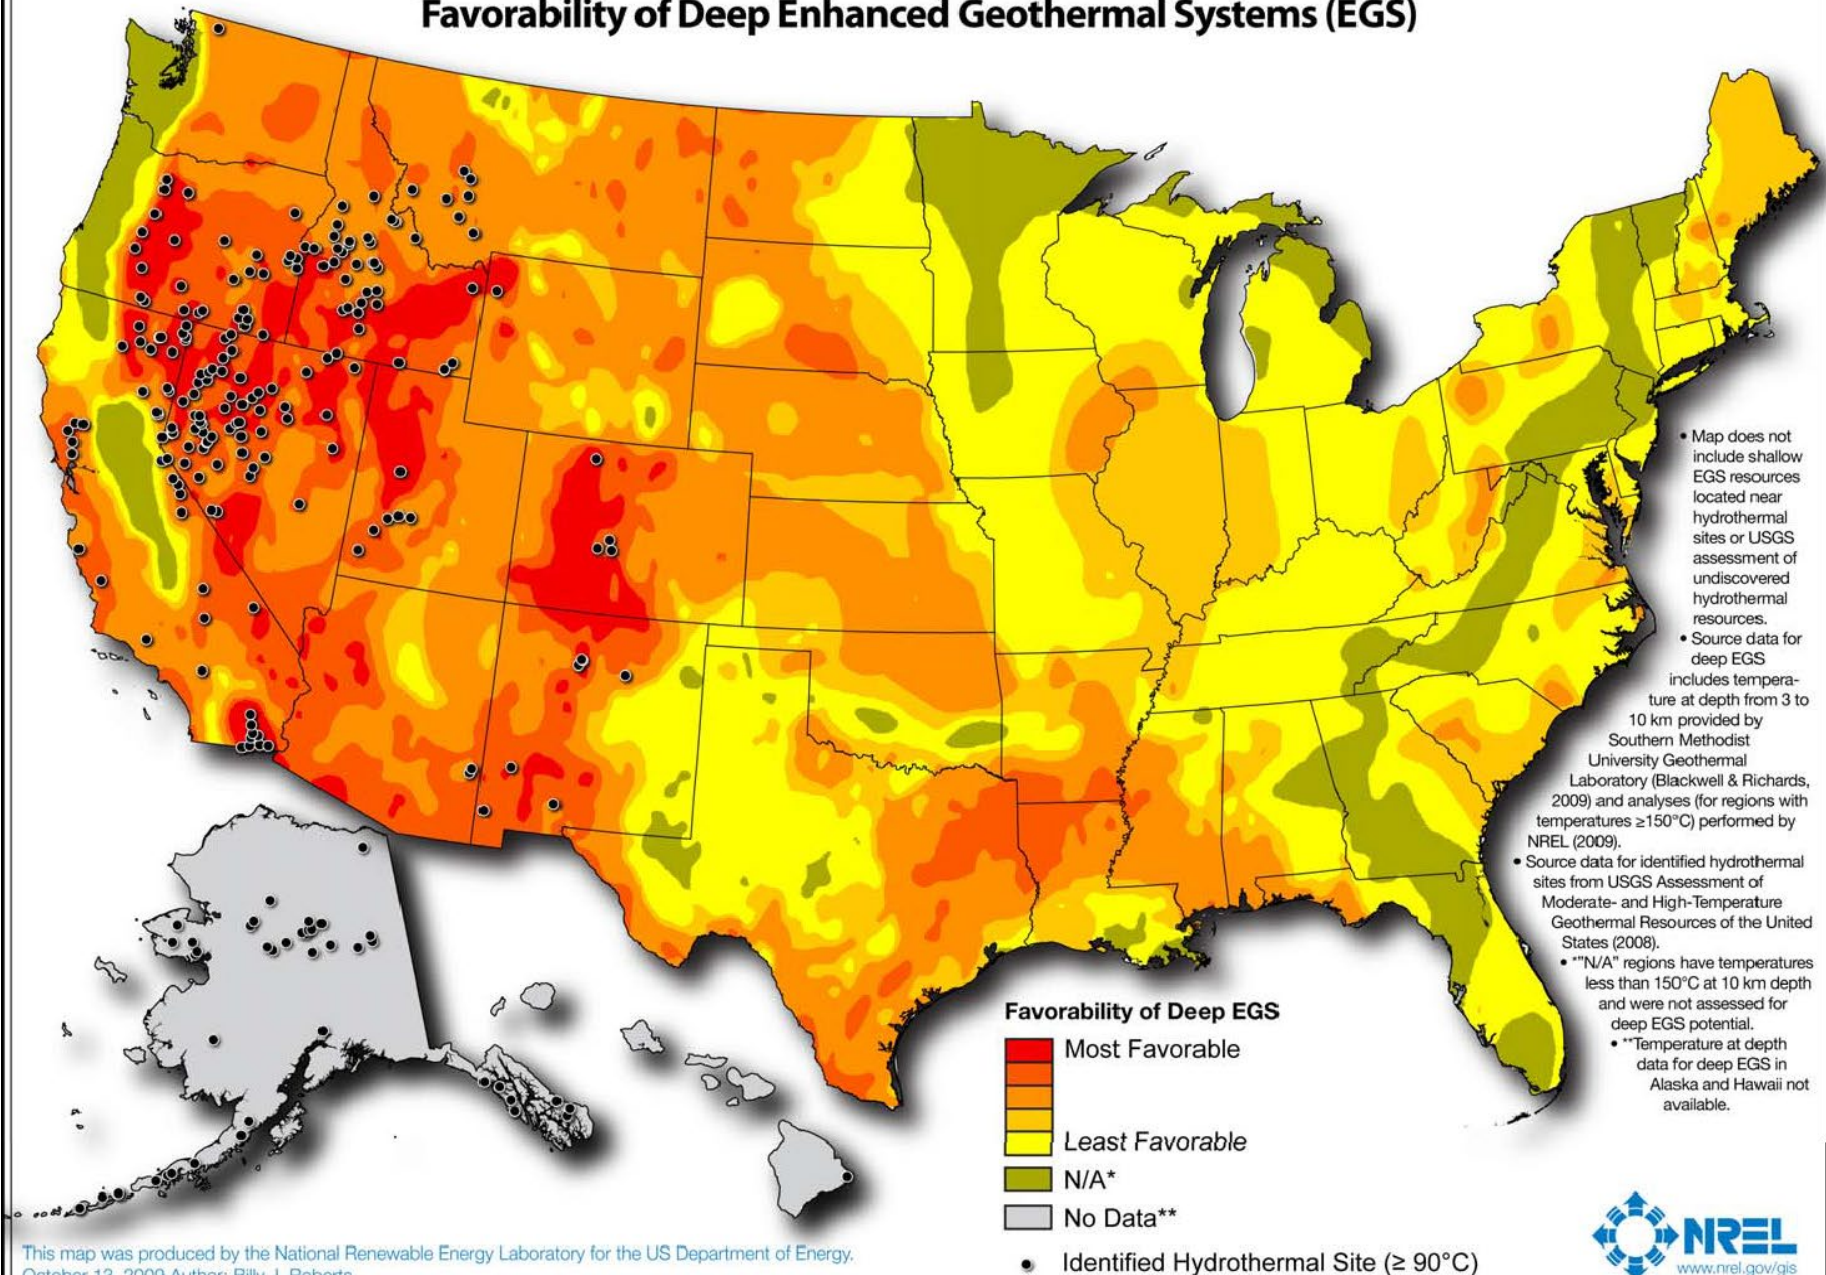 Favorability of Deep Enhanced Geothermal Systems (EGS)
• Map does not
include shallow
EGS resources
located near
hydrothermal
sites or USGS
assessment of
undiscovered
hydrothermal
resources.
• Source data for
deep EGS
includes tempera-
ture at depth from 3 to
10 km provided by
Southern Methodist
University Geothermal
Laboratory (Blackwell & Richards,
2009) and analyses (for regions with
temperatures ≥150°C) performed by
NREL (2009).
• Source data for identified hydrothermal
sites from USGS Assessment of
Moderate- and High-Temperature
Geothermal Resources of the United
States (2008).
• *"N/A" regions have temperatures
less than 150°C at 10 km depth
and were not assessed for
deep EGS potential.
• **Temperature at depth
data for deep EGS in
Alaska and Hawaii not
available.
Favorability of Deep EGS
Most Favorable
Least Favorable
N/A*
No Data**
Identified Hydrothermal Site (≥ 90°C)
This map was produced by the National Renewable Energy Laboratory for the US Department of Energy.
October 13, 2009 Author: Billy J. Roberts
NREL
www.nrel.gov/gis